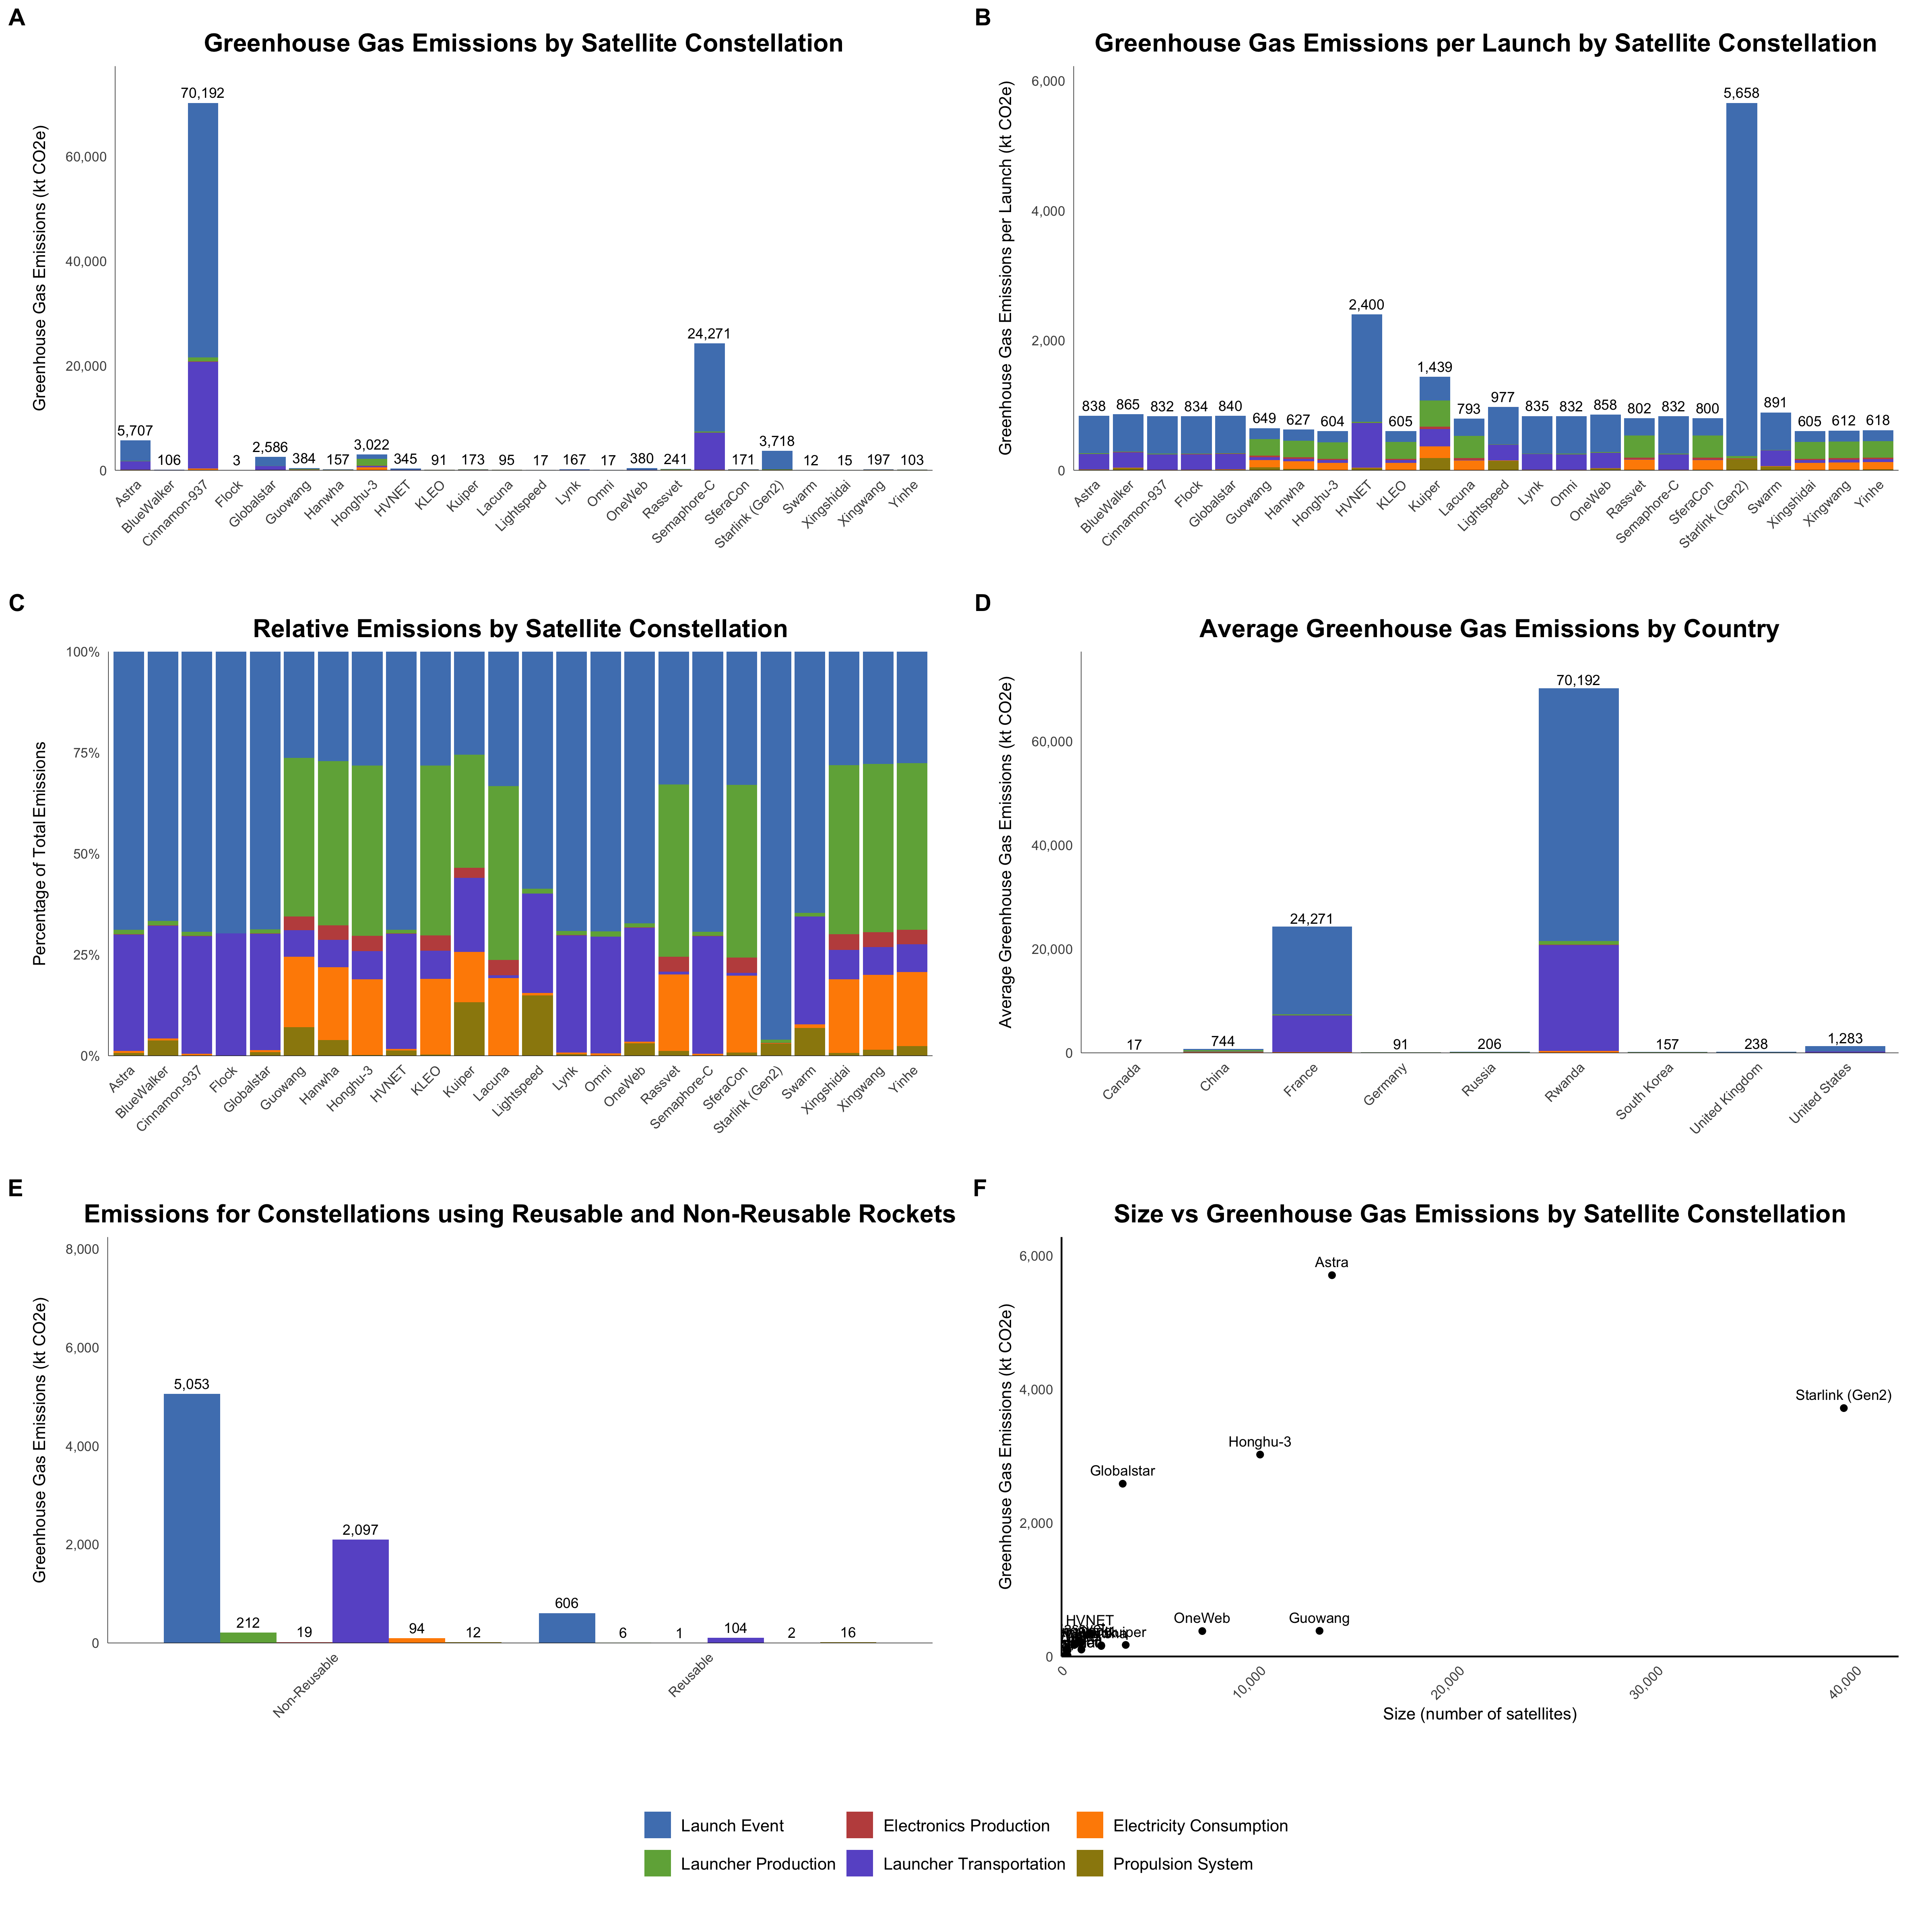 A
Greenhouse Gas Emissions by Satellite Constellation
Greenhouse Gas Emissions (kt CO2e)
60,000
40,000
20,000
0
5,707
106
70,192
3
2,586
384
157
3,022
345
91
173
95
17
167
17
380
241
24,271
171
3,718
12
15
197
103
Astra
BlueWalker
Cinnamon-937
Flock
Globalstar
Guowang
Hanwha
Honghu-3
HVNET
KLEO
Kuiper
Lacuna
Lightspeed
Lynk
Omni
OneWeb
Rassvet
Semaphore-C
SferaCon
Starlink (Gen2)
Swarm
Xingshidai
Xingwang
Yinhe
B
Greenhouse Gas Emissions per Launch by Satellite Constellation
Greenhouse Gas Emissions per Launch (kt CO2e)
6,000
4,000
2,000
0
838
865
832
834
840
649
627
604
2,400
605
1,439
793
977
835
832
858
802
832
800
5,658
891
605
612
618
Astra
BlueWalker
Cinnamon-937
Flock
Globalstar
Guowang
Hanwha
Honghu-3
HVNET
KLEO
Kuiper
Lacuna
Lightspeed
Lynk
Omni
OneWeb
Rassvet
Semaphore-C
SferaCon
Starlink (Gen2)
Swarm
Xingshidai
Xingwang
Yinhe
C
Relative Emissions by Satellite Constellation
Percentage of Total Emissions
100%
75%
50%
25%
0%
Astra
BlueWalker
Cinnamon-937
Flock
Globalstar
Guowang
Hanwha
Honghu-3
HVNET
KLEO
Kuiper
Lacuna
Lightspeed
Lynk
Omni
OneWeb
Rassvet
Semaphore-C
SferaCon
Starlink (Gen2)
Swarm
Xingshidai
Xingwang
Yinhe
D
Average Greenhouse Gas Emissions by Country
Average Greenhouse Gas Emissions (kt CO2e)
60,000
40,000
20,000
0
17
744
24,271
91
206
70,192
157
238
1,283
Canada
China
France
Germany
Russia
Rwanda
South Korea
United Kingdom
United States
E
Emissions for Constellations using Reusable and Non-Reusable Rockets
Greenhouse Gas Emissions (kt CO2e)
8,000
6,000
4,000
2,000
0
5,053
212
19
2,097
94
12
606
6
1
104
2
16
Non-Reusable
Reusable
F
Size vs Greenhouse Gas Emissions by Satellite Constellation
Greenhouse Gas Emissions (kt CO2e)
6,000
4,000
2,000
0
Astra
Starlink (Gen2)
Honghu-3
Globalstar
HVNET
OneWeb
Guowang
0
10,000
20,000
30,000
40,000
Size (number of satellites)
Launch Event
Electronics Production
Electricity Consumption
Launcher Production
Launcher Transportation
Propulsion System